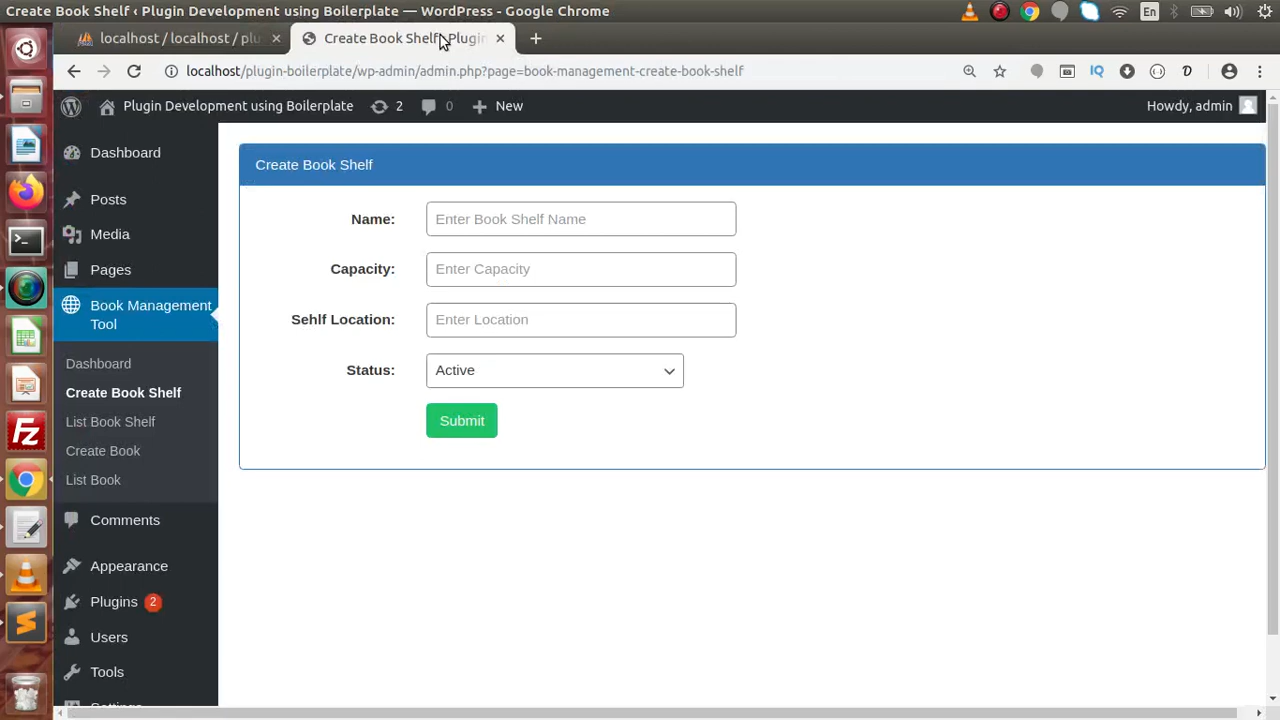 Create Book Shelf ‹ Plugin Development using Boilerplate — WordPress - Google Chrome
En
localhost / localhost / plu
Create Book Shelf ‹ Plugin
localhost/plugin-boilerplate/wp-admin/admin.php?page=book-management-create-book-shelf
IQ
Plugin Development using Boilerplate
2
0
New
Howdy, admin
Dashboard
Posts
Media
Pages
Book Management
Tool
Dashboard
Create Book Shelf
List Book Shelf
Create Book
List Book
Comments
Appearance
Plugins 2
Users
Tools
Create Book Shelf
Name:
Enter Book Shelf Name
Capacity:
Enter Capacity
Sehlf Location:
Enter Location
Status:
Active
Submit
Fz